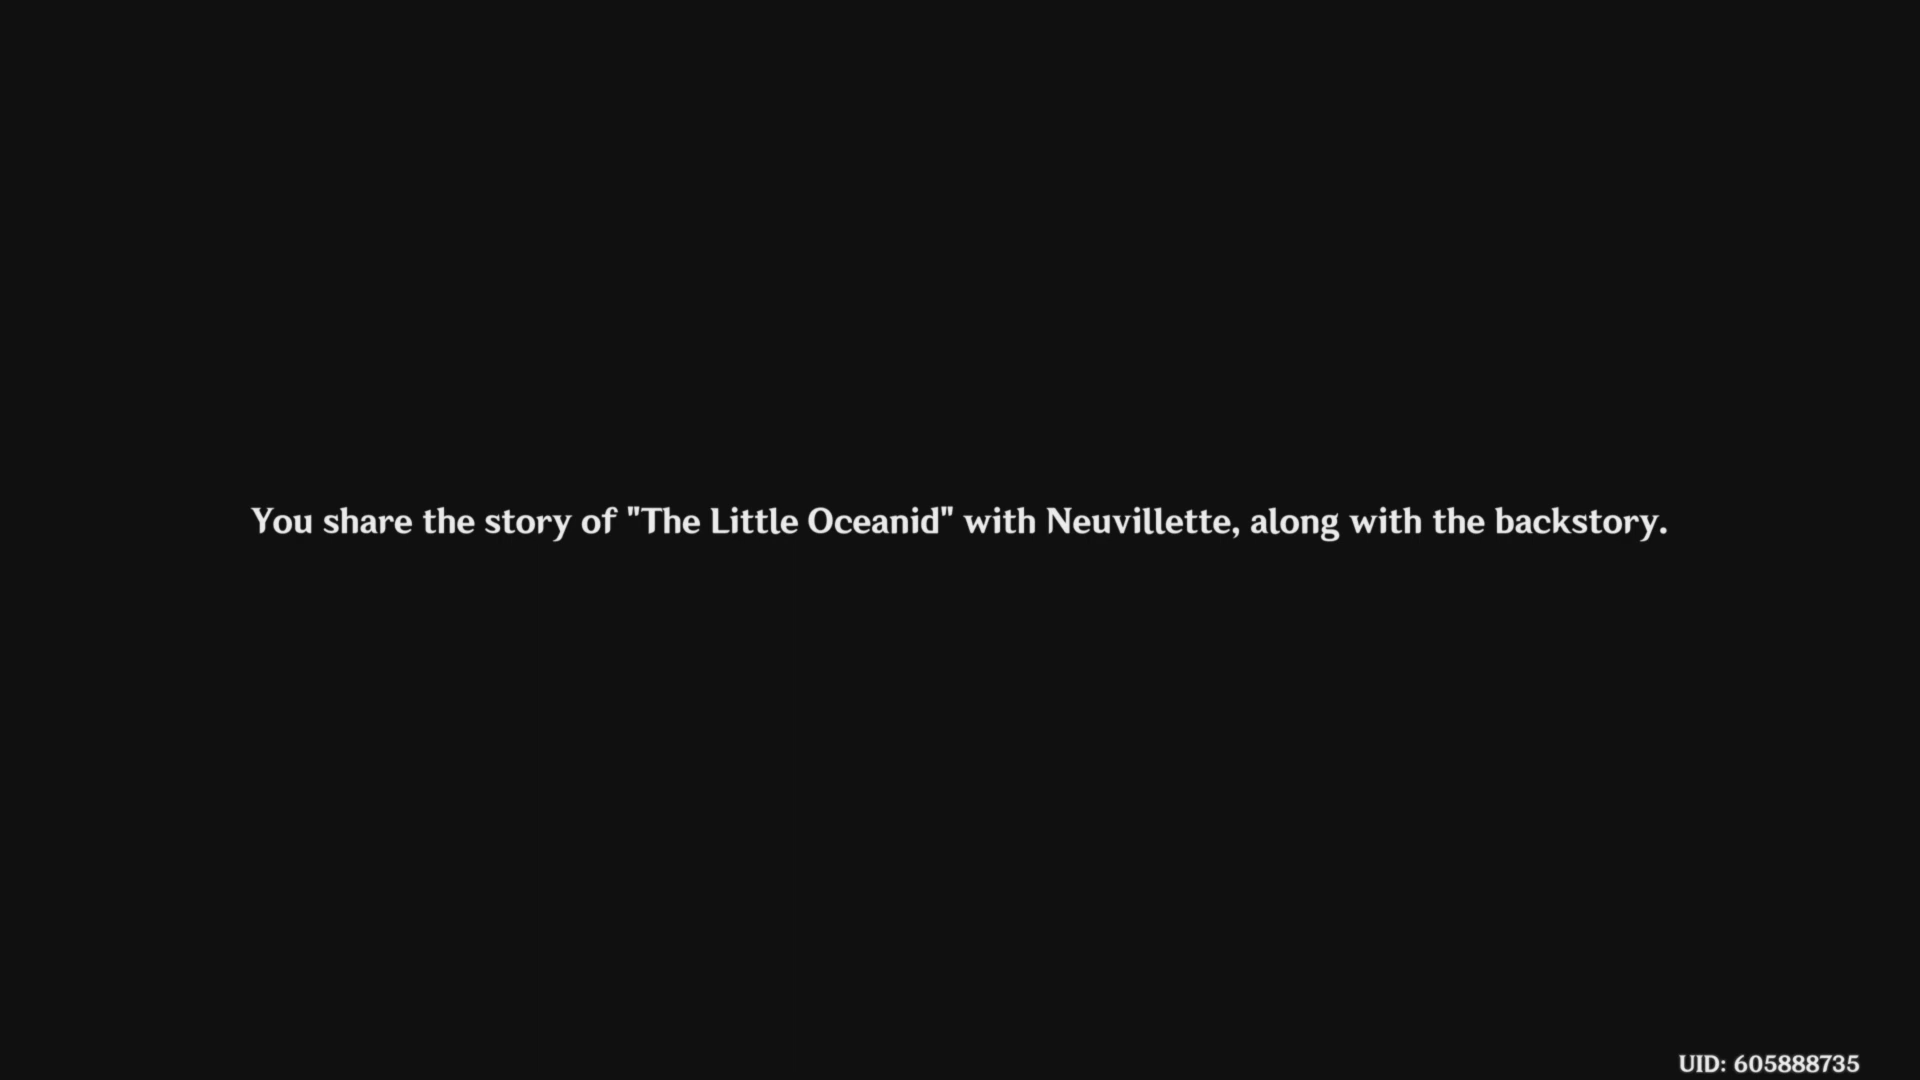 You share the story of "The Little Oceanid" with Neuvillette, along with the backstory.
UID: 605888735